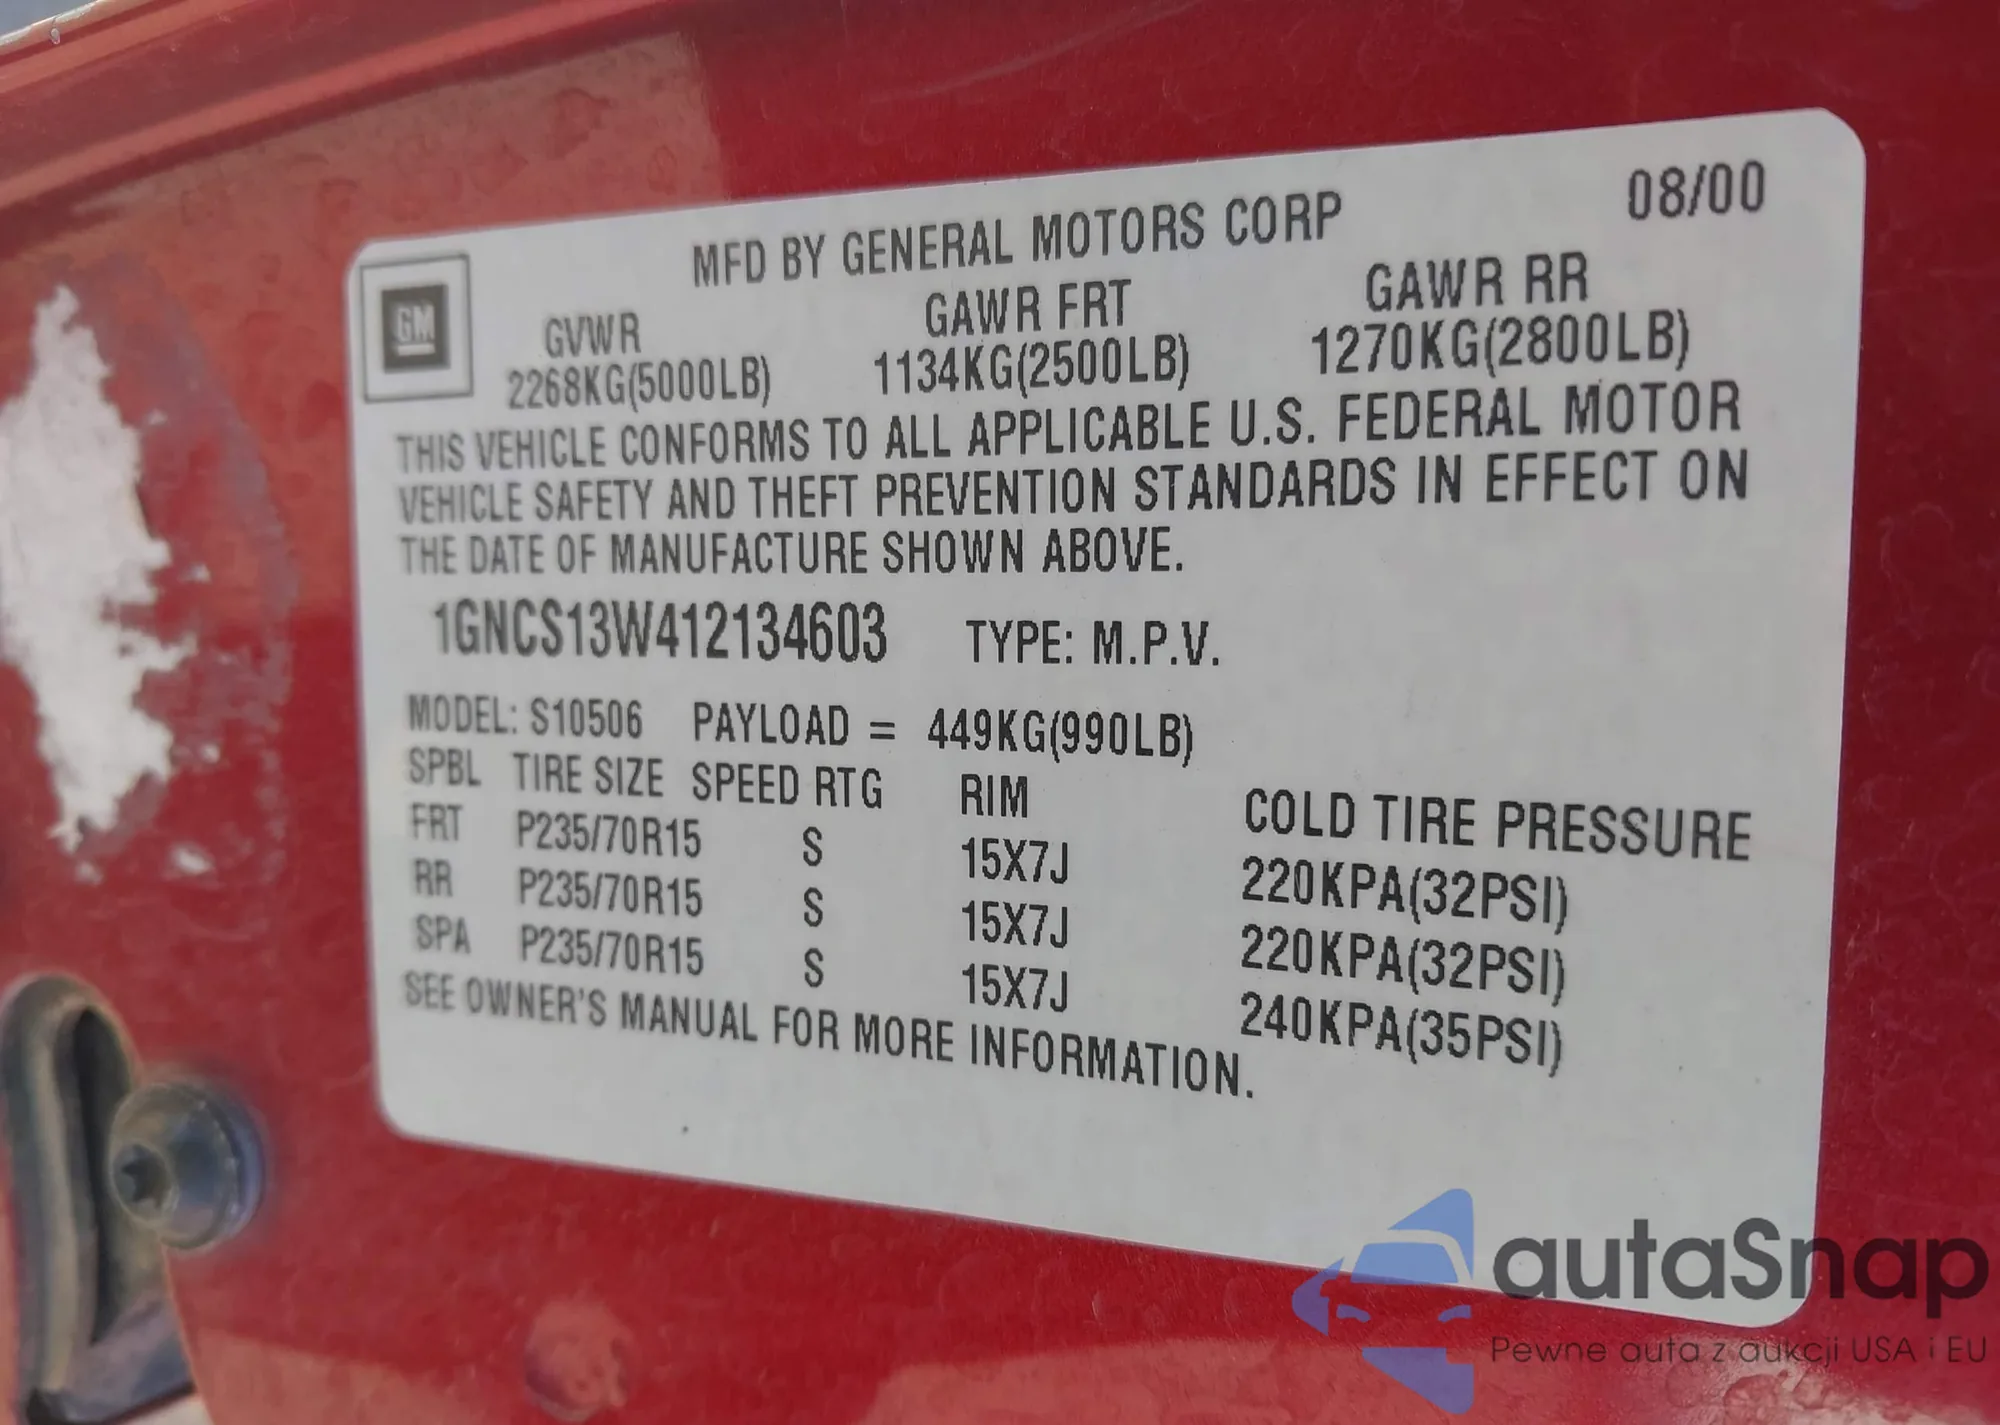 MFD BY GENERAL MOTORS CORP 08/00
GM
GVWR GAWR FRT GAWR RR
2268KG(5000LB) 1134KG(2500LB) 1270KG(2800LB)
THIS VEHICLE CONFORMS TO ALL APPLICABLE U.S. FEDERAL MOTOR
VEHICLE SAFETY AND THEFT PREVENTION STANDARDS IN EFFECT ON
THE DATE OF MANUFACTURE SHOWN ABOVE.
1GNCS13W412134603 TYPE: M.P.V.
MODEL: S10506 PAYLOAD = 449KG(990LB)
SPBL TIRE SIZE SPEED RTG RIM COLD TIRE PRESSURE
FRT P235/70R15 S 15X7J 220KPA(32PSI)
RR P235/70R15 S 15X7J 220KPA(32PSI)
SPA P235/70R15 S 15X7J 240KPA(35PSI)
SEE OWNER'S MANUAL FOR MORE INFORMATION.
autaSnap
Pewne auta z aukcji USA i EU